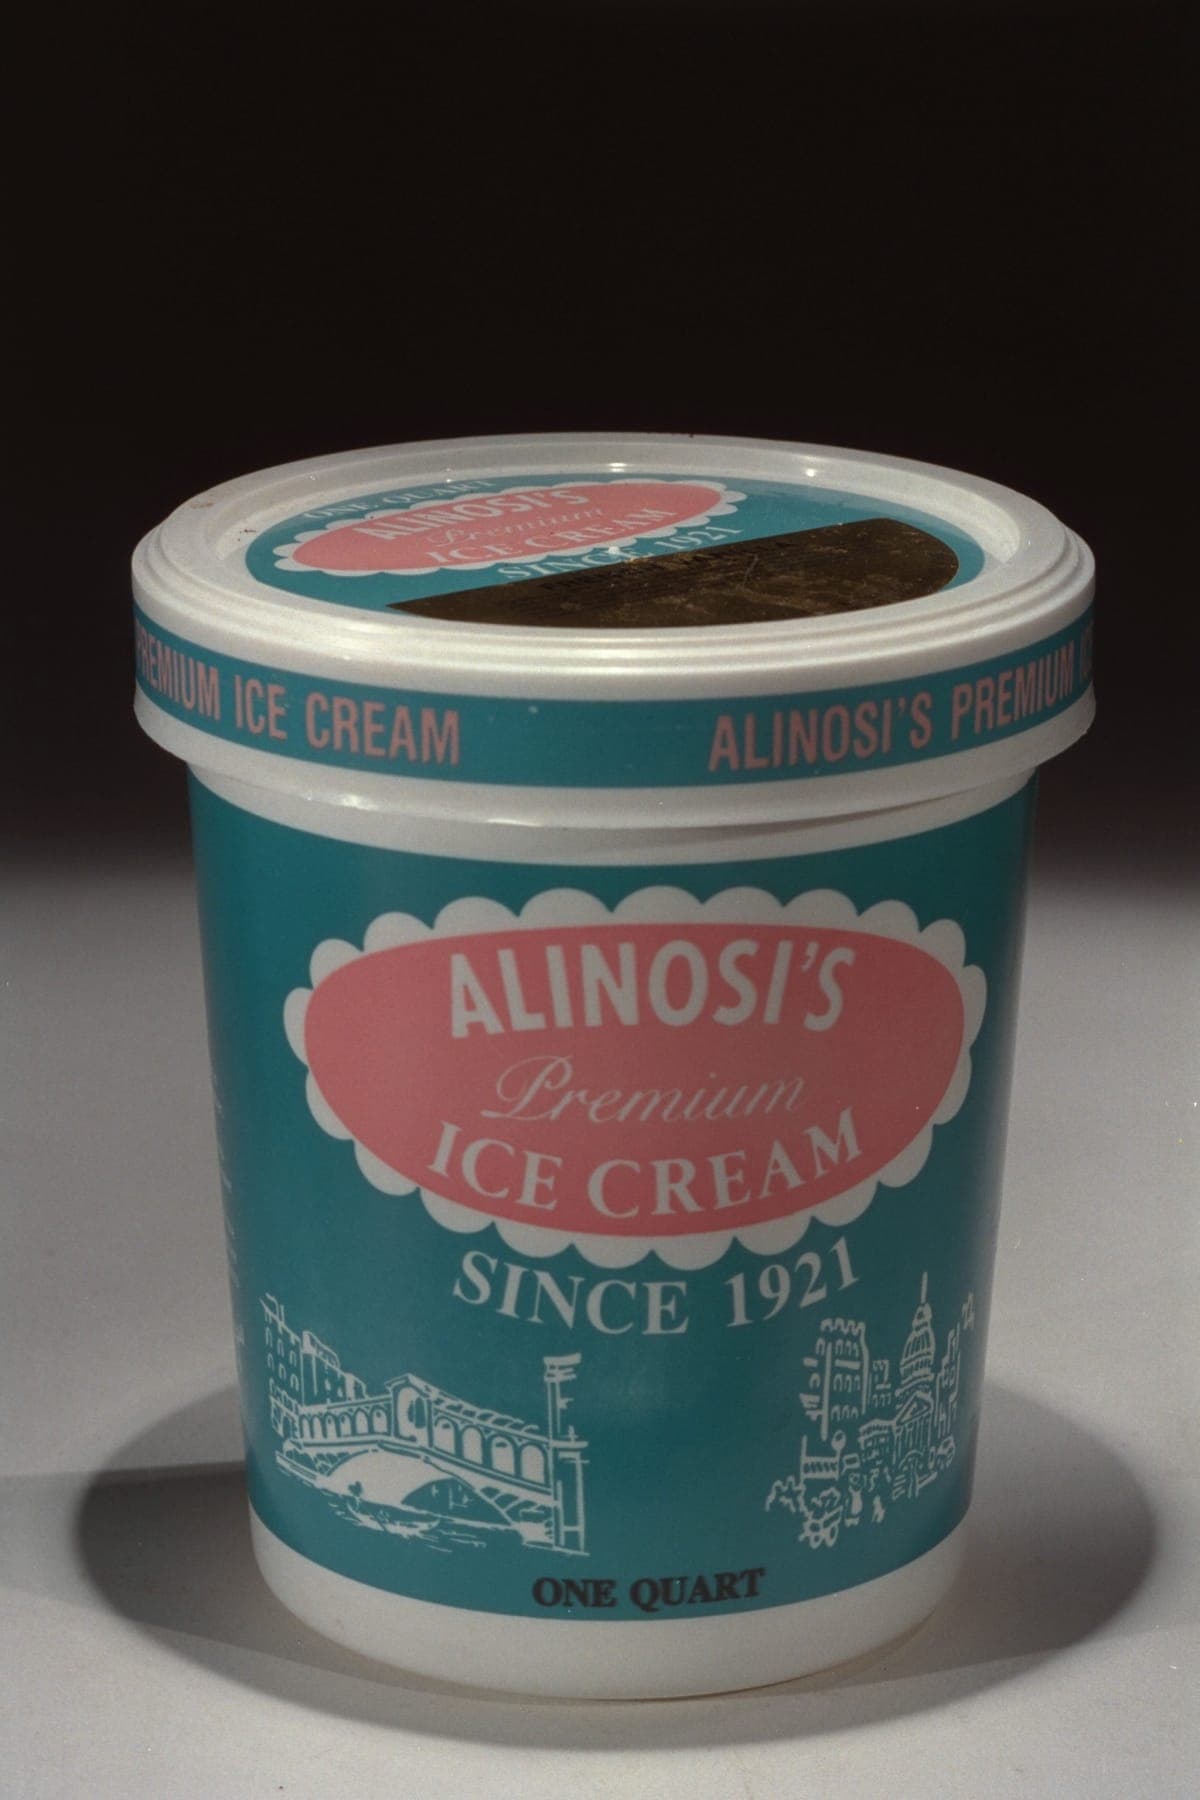 ONE QUART
ALINOSI'S
Premium
ICE CREAM
SINCE 1921
PREMIUM ICE CREAM
ALINOSI'S PREMIUM
ALINOSI'S
Premium
ICE CREAM
SINCE 1921
ONE QUART